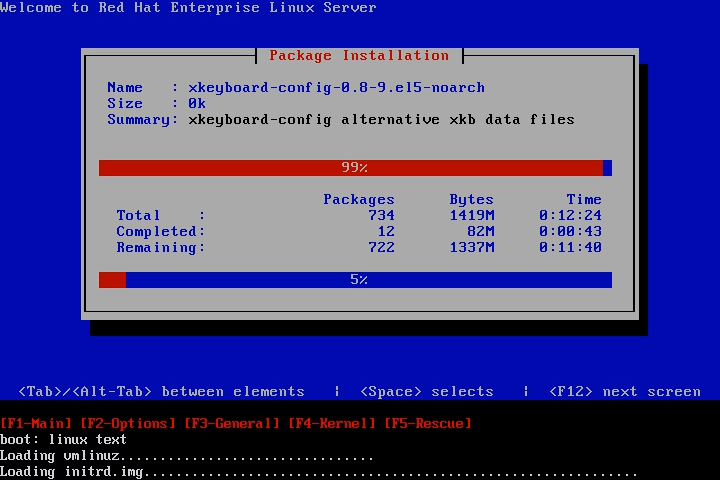 Welcome to Red Hat Enterprise Linux Server
Package Installation
Name   : xkeyboard-config-0.8-9.el5-noarch
Size   : 0k
Summary: xkeyboard-config alternative xkb data files
99%
Packages Bytes Time
Total    : 734 1419M 0:12:24
Completed: 12 82M 0:00:43
Remaining: 722 1337M 0:11:40
5%
<Tab>/<Alt-Tab> between elements   |  <Space> selects   |  <F12> next screen
[F1-Main] [F2-Options] [F3-General] [F4-Kernel] [F5-Rescue]
boot: linux text
Loading vmlinuz............................
Loading initrd.img.......................................................